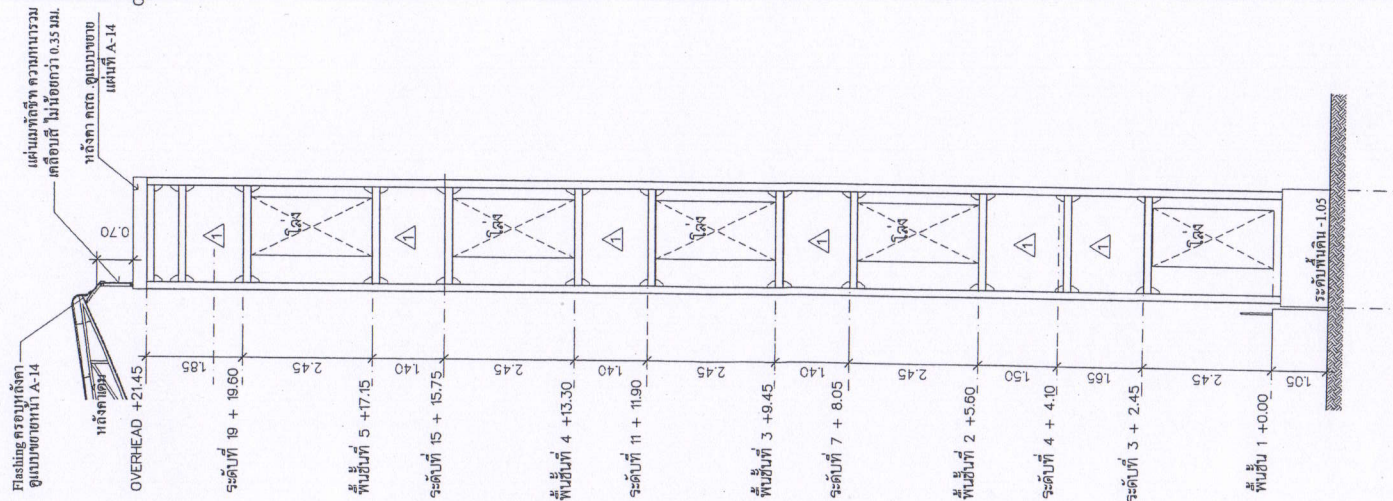 Flashing ครอบหลังคา
ดูแบบขยายหน้า A-14
แผ่นเมทัลชีท ความหนารวม
เคลือบสี ไม่น้อยกว่า 0.35 มม.
หลังคา คสล .ดูแบบขยาย
แผ่นที่ A-14
0.70
หลังคาเดิม
OVERHEAD +21.45
1.85
1
ระดับที่ 19 + 19.60
2.45
โล่ง
พื้นชั้นที่ 5 +17.15
1.40
1
ระดับที่ 15 + 15.75
2.45
โล่ง
พื้นชั้นที่ 4 +13.30
1.40
1
ระดับที่ 11 + 11.90
2.45
โล่ง
พื้นชั้นที่ 3 +9.45
1.40
1
ระดับที่ 7 + 8.05
2.45
โล่ง
พื้นชั้นที่ 2 +5.60
1.50
1
ระดับที่ 4 + 4.10
1.65
1
ระดับที่ 3 + 2.45
2.45
โล่ง
พื้นชั้น 1 +0.00
1.05
ระดับพื้นดิน -1.05